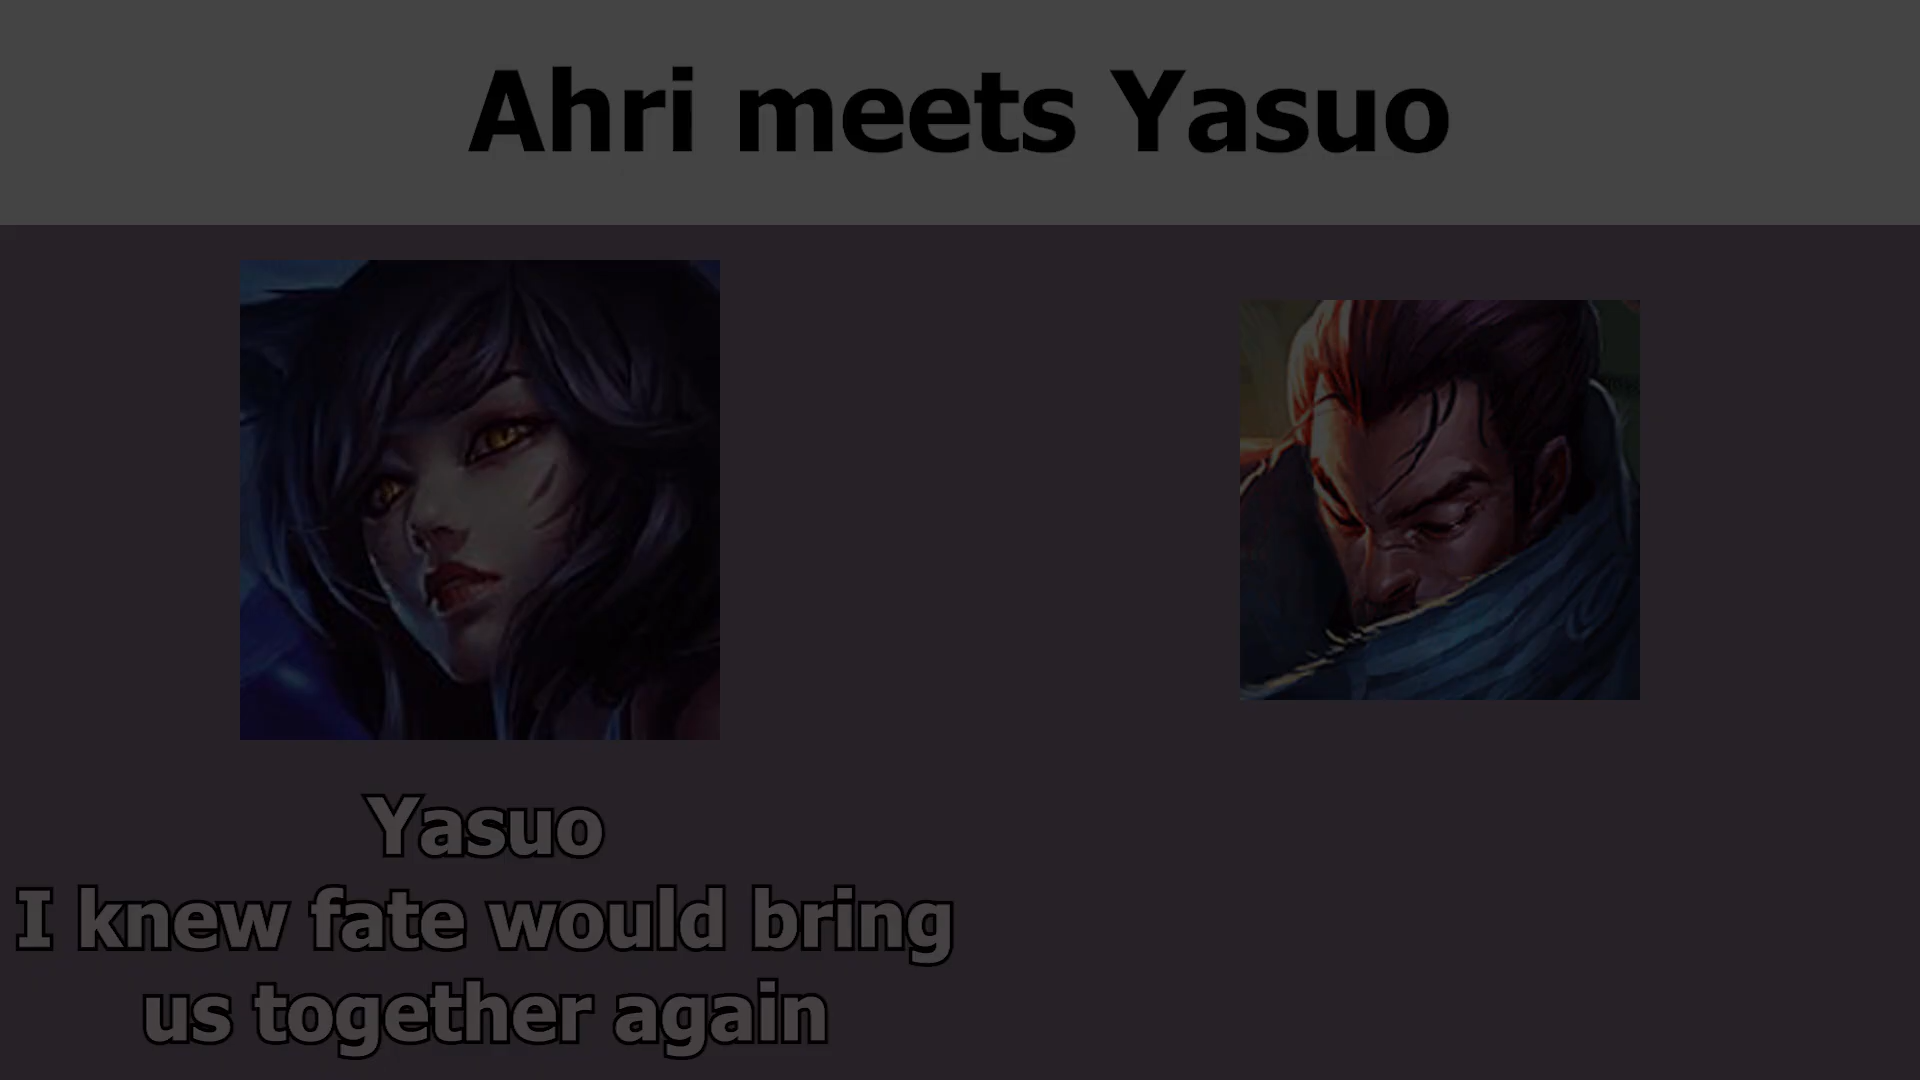 Ahri meets Yasuo
Yasuo
I knew fate would bring
us together again